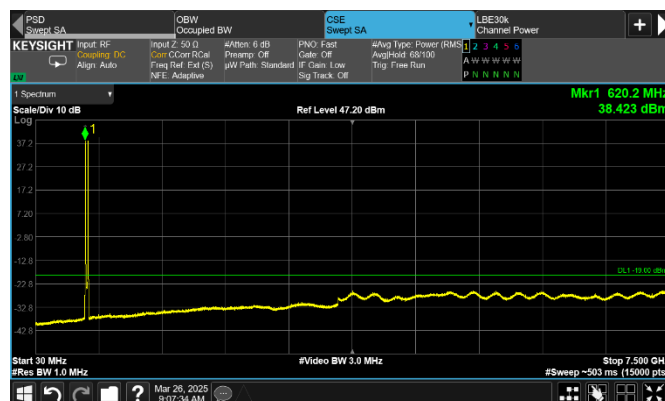 PSD
Swept SA
OBW
Occupied BW
CSE
Swept SA
LBE30k
Channel Power
KEYSIGHT
Input: RF
Coupling: DC
Align: Auto
Input Z: 50 Ω
Corr CCorr RCal
Freq Ref: Ext (S)
NFE: Adaptive
#Atten: 6 dB
Preamp: Off
µW Path: Standard
PNO: Fast
Gate: Off
IF Gain: Low
Sig Track: Off
#Avg Type: Power (RMS)
Avg|Hold: 68/100
Trig: Free Run
1 2 3 4 5 6
A W W W W W
P N N N N N
LXI
1 Spectrum
Scale/Div 10 dB
Ref Level 47.20 dBm
Mkr1 620.2 MHz
38.423 dBm
Log
1
37.2
27.2
17.2
7.20
-2.80
-12.8
DL1 -19.00 dBm
-22.8
-32.8
-42.8
Start 30 MHz
#Video BW 3.0 MHz
Stop 7.500 GHz
#Res BW 1.0 MHz
#Sweep ~503 ms (15000 pts)
Mar 26, 2025
9:07:34 AM